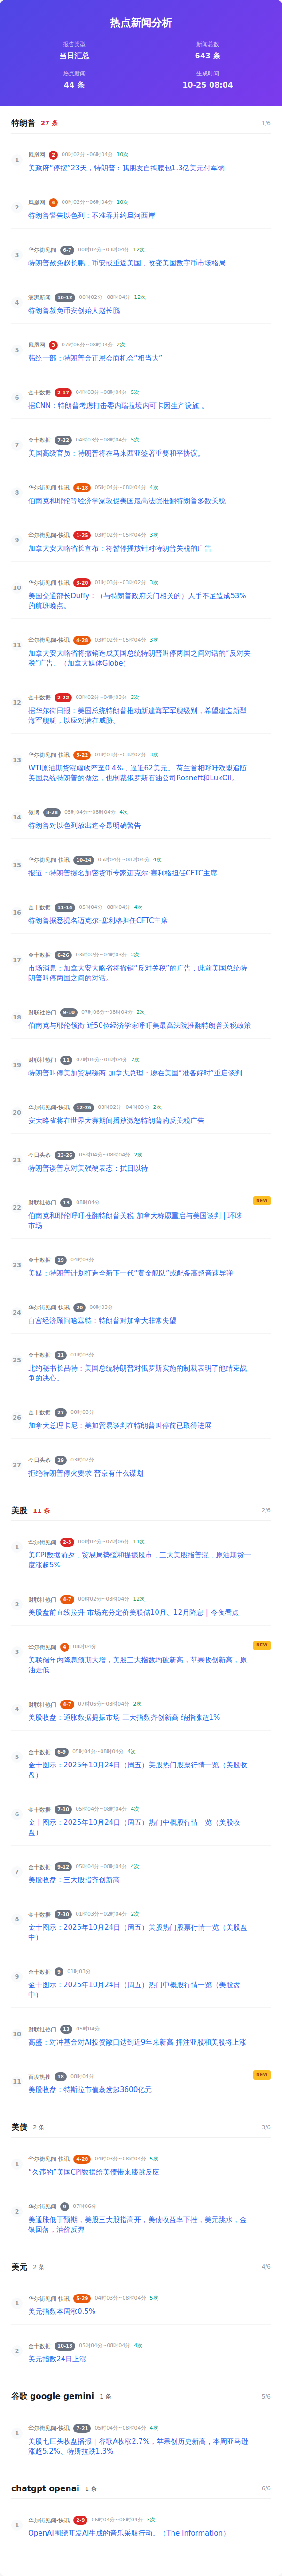 热点新闻分析
报告类型
新闻总数
当日汇总
643 条
热点新闻
生成时间
44 条
10-25 08:04
特朗普 27 条 1/6
1
凤凰网 2 00时02分~06时04分 10次
美政府“停摆”23天，特朗普：我朋友自掏腰包1.3亿美元付军饷
2
凤凰网 4 00时02分~06时04分 10次
特朗普警告以色列：不准吞并约旦河西岸
3
华尔街见闻 6-7 00时02分~08时04分 12次
特朗普赦免赵长鹏，币安或重返美国，改变美国数字货币市场格局
4
澎湃新闻 10-12 00时02分~08时04分 12次
特朗普赦免币安创始人赵长鹏
5
凤凰网 3 07时06分~08时04分 2次
韩统一部：特朗普金正恩会面机会“相当大”
6
金十数据 2-17 04时03分~08时04分 5次
据CNN：特朗普考虑打击委内瑞拉境内可卡因生产设施 。
7
金十数据 7-22 04时03分~08时04分 5次
美国高级官员：特朗普将在马来西亚签署重要和平协议。
8
华尔街见闻-快讯 4-18 05时04分~08时04分 4次
伯南克和耶伦等经济学家敦促美国最高法院推翻特朗普多数关税
9
华尔街见闻-快讯 1-25 03时02分~05时04分 3次
加拿大安大略省长宣布：将暂停播放针对特朗普关税的广告
10
华尔街见闻-快讯 3-20 01时03分~03时02分 3次
美国交通部长Duffy：（与特朗普政府关门相关的）人手不足造成53%
的航班晚点。
11
华尔街见闻-快讯 4-28 03时02分~05时04分 3次
加拿大安大略省将撤销造成美国总统特朗普叫停两国之间对话的“反对关
税”广告。（加拿大媒体Globe）
12
金十数据 2-22 03时02分~04时03分 2次
据华尔街日报：美国总统特朗普推动新建海军军舰级别，希望建造新型
海军舰艇，以应对潜在威胁。
13
华尔街见闻-快讯 5-22 01时03分~03时02分 3次
WTI原油期货涨幅收窄至0.4%，逼近62美元。 荷兰首相呼吁欧盟追随
美国总统特朗普的做法，也制裁俄罗斯石油公司Rosneft和LukOil。
14
微博 8-28 05时04分~08时04分 4次
特朗普对以色列放出迄今最明确警告
15
华尔街见闻-快讯 10-24 05时04分~08时04分 4次
报道：特朗普提名加密货币专家迈克尔·塞利格担任CFTC主席
16
金十数据 11-14 05时04分~08时04分 4次
特朗普据悉提名迈克尔·塞利格担任CFTC主席
17
金十数据 6-26 03时02分~04时03分 2次
市场消息：加拿大安大略省将撤销“反对关税”的广告，此前美国总统特
朗普叫停两国之间的对话。
18
财联社热门 9-10 07时06分~08时04分 2次
伯南克与耶伦领衔 近50位经济学家呼吁美最高法院推翻特朗普关税政策
19
财联社热门 11 07时06分~08时04分 2次
特朗普叫停美加贸易磋商 加拿大总理：愿在美国“准备好时”重启谈判
20
华尔街见闻-快讯 12-26 03时02分~04时03分 2次
安大略省将在世界大赛期间播放激怒特朗普的反关税广告
21
今日头条 23-26 05时04分~08时04分 2次
特朗普谈普京对美强硬表态：拭目以待
22
财联社热门 13 08时04分 NEW
伯南克和耶伦呼吁推翻特朗普关税 加拿大称愿重启与美国谈判 | 环球
市场
23
金十数据 19 04时03分
美媒：特朗普计划打造全新下一代“黄金舰队”或配备高超音速导弹
24
华尔街见闻-快讯 20 00时03分
白宫经济顾问哈塞特：特朗普对加拿大非常失望
25
金十数据 21 01时03分
北约秘书长吕特：美国总统特朗普对俄罗斯实施的制裁表明了他结束战
争的决心。
26
金十数据 27 00时03分
加拿大总理卡尼：美加贸易谈判在特朗普叫停前已取得进展
27
今日头条 29 03时02分
拒绝特朗普停火要求 普京有什么谋划
美股 11 条 2/6
1
华尔街见闻 2-3 00时02分~07时06分 11次
美CPI数据前夕，贸易局势缓和提振股市，三大美股指普涨，原油期货一
度涨超5%
2
财联社热门 4-7 00时02分~08时04分 12次
美股盘前直线拉升 市场充分定价美联储10月、12月降息 | 今夜看点
3
华尔街见闻 4 08时04分 NEW
美联储年内降息预期大增，美股三大指数均破新高，苹果收创新高，原
油走低
4
财联社热门 4-7 07时06分~08时04分 2次
美股收盘：通胀数据提振市场 三大指数齐创新高 纳指涨超1%
5
金十数据 6-9 05时04分~08时04分 4次
金十图示：2025年10月24日（周五）美股热门股票行情一览（美股收
盘）
6
金十数据 7-10 05时04分~08时04分 4次
金十图示：2025年10月24日（周五）热门中概股行情一览（美股收
盘）
7
金十数据 9-12 05时04分~08时04分 4次
美股收盘：三大股指齐创新高
8
金十数据 7-30 01时03分~02时04分 2次
金十图示：2025年10月24日（周五）美股热门股票行情一览（美股盘
中）
9
金十数据 9 01时03分
金十图示：2025年10月24日（周五）热门中概股行情一览（美股盘
中）
10
财联社热门 13 05时04分
高盛：对冲基金对AI投资敞口达到近9年来新高 押注亚股和美股将上涨
11
百度热搜 18 08时04分 NEW
美股收盘：特斯拉市值蒸发超3600亿元
美债 2 条 3/6
1
华尔街见闻-快讯 4-28 04时03分~08时04分 5次
“久违的”美国CPI数据给美债带来膝跳反应
2
华尔街见闻 9 07时06分
美通胀低于预期，美股三大股指高开，美债收益率下挫，美元跳水，金
银回落，油价反弹
美元 2 条 4/6
1
华尔街见闻-快讯 5-29 04时03分~08时04分 5次
美元指数本周涨0.5%
2
金十数据 10-13 05时04分~08时04分 4次
美元指数24日上涨
谷歌 google gemini 1 条 5/6
1
华尔街见闻-快讯 7-21 05时04分~08时04分 4次
美股七巨头收盘播报｜谷歌A收涨2.7%，苹果创历史新高，本周亚马逊
涨超5.2%、特斯拉跌1.3%
chatgpt openai 1 条 6/6
1
华尔街见闻-快讯 2-9 06时04分~08时04分 3次
OpenAI围绕开发AI生成的音乐采取行动。（The Information）